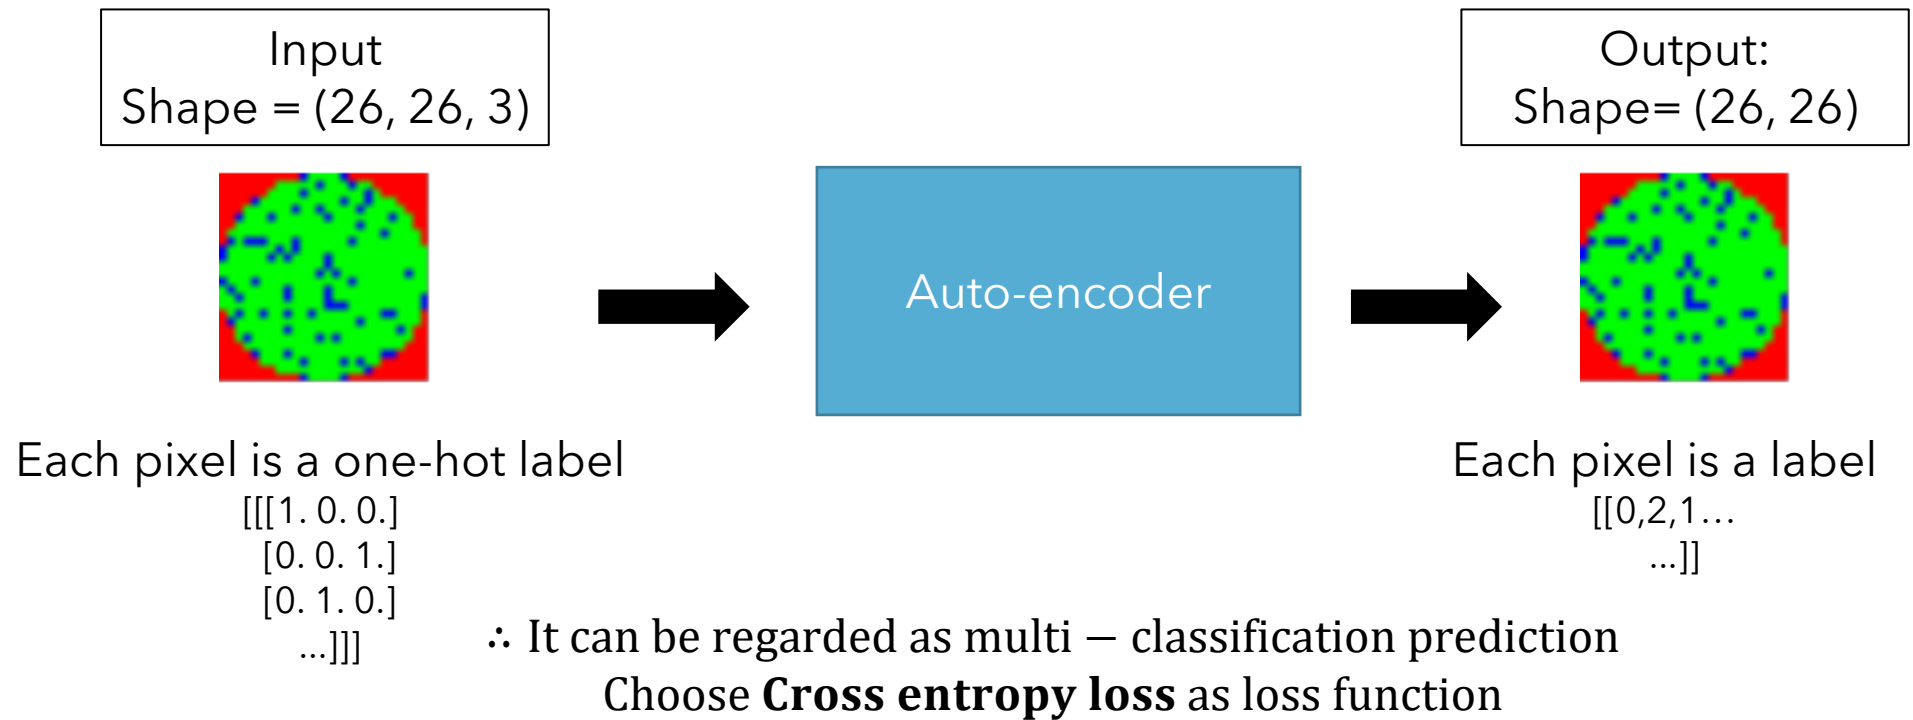 Input
Shape = (26, 26, 3)
Output:
Shape= (26, 26)
Auto-encoder
Each pixel is a one-hot label
[[[1. 0. 0.]
[0. 0. 1.]
[0. 1. 0.]
...]]]
Each pixel is a label
[[0,2,1...
...]]
∴ It can be regarded as multi − classification prediction
Choose Cross entropy loss as loss function